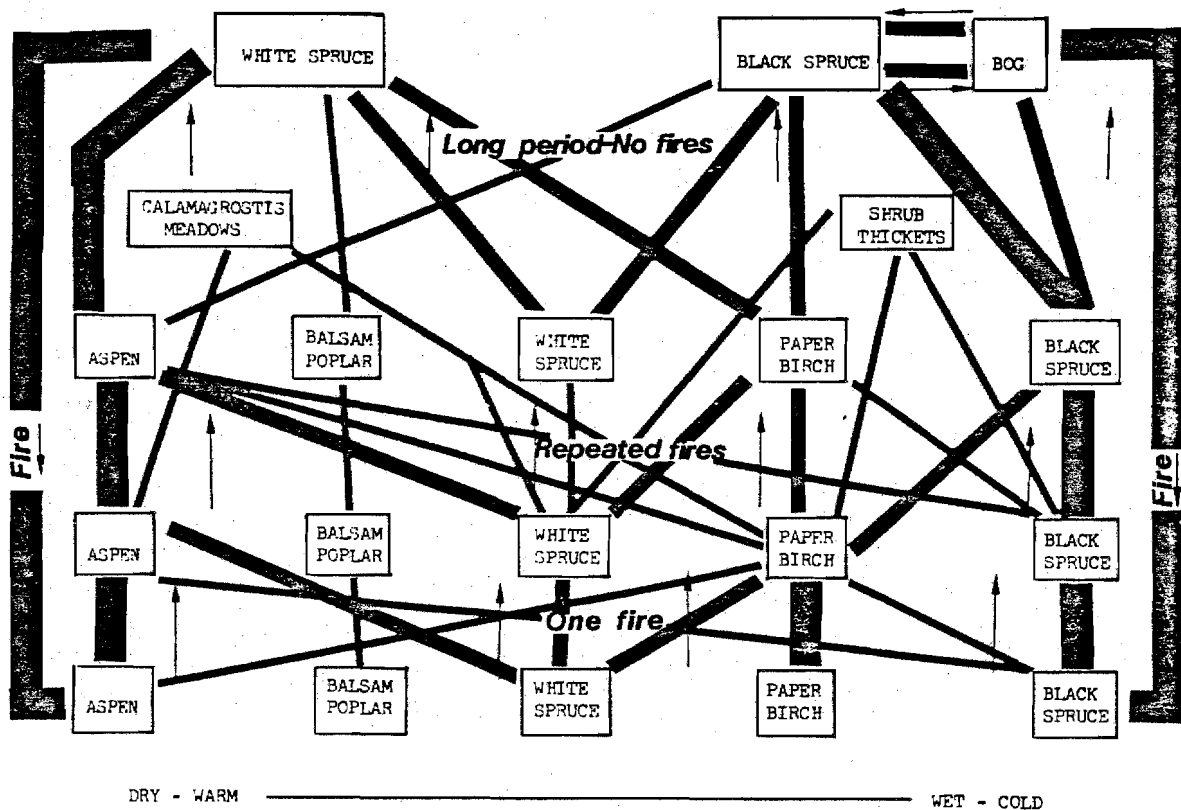 WHITE SPRUCE
BLACK SPRUCE
BOG
Long period-No fires
CALAMAGROSTIS
MEADOWS
SHRUB
THICKETS
ASPEN
BALSAM
POPLAR
WHITE
SPRUCE
PAPER
BIRCH
BLACK
SPRUCE
Fire
Repeated fires
Fire
ASPEN
BALSAM
POPLAR
WHITE
SPRUCE
PAPER
BIRCH
BLACK
SPRUCE
One fire
ASPEN
BALSAM
POPLAR
WHITE
SPRUCE
PAPER
BIRCH
BLACK
SPRUCE
DRY - WARM
WET - COLD